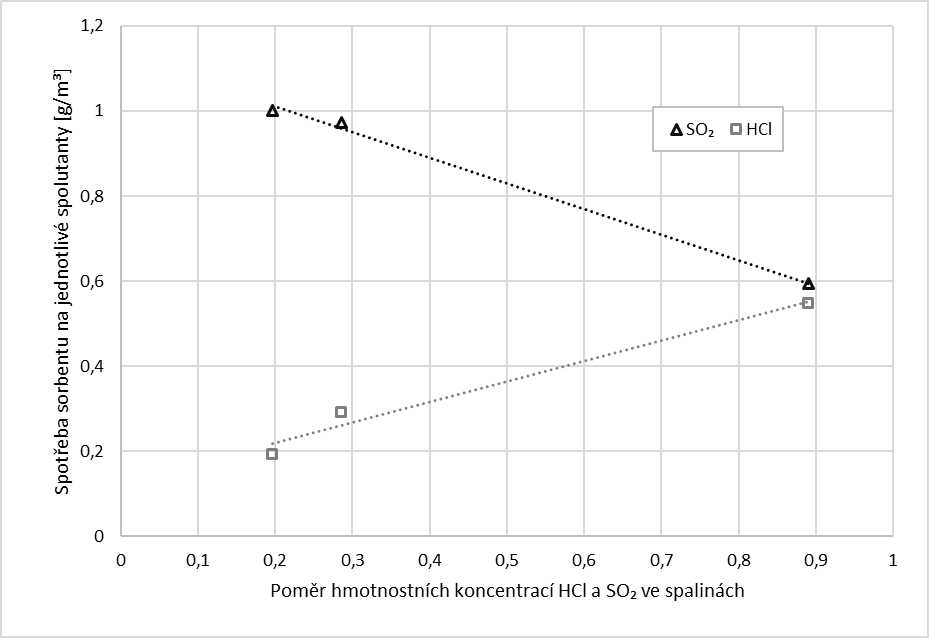 Spotřeba sorbentu na jednotlivé spolutanty [g/m³]
1,2
1
0,8
0,6
0,4
0,2
0
SO₂ HCl
0 0,1 0,2 0,3 0,4 0,5 0,6 0,7 0,8 0,9 1
Poměr hmotnostních koncentrací HCl a SO₂ ve spalinách